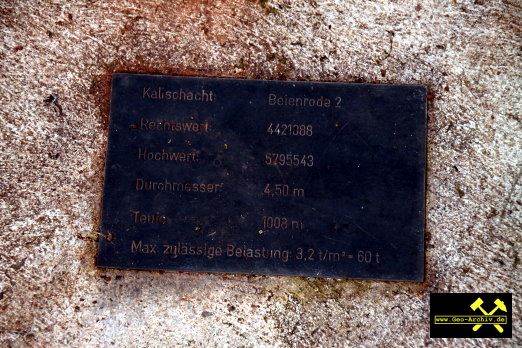 Kalischacht: Beienrode 2
Rechtswert: 4421088
Hochwert: 5795543
Durchmesser: 4,50 m
Teufe: 1008 m
Max. zulässige Belastung: 3,2 t/m² = 60 t
www.Geo-Archiv.de